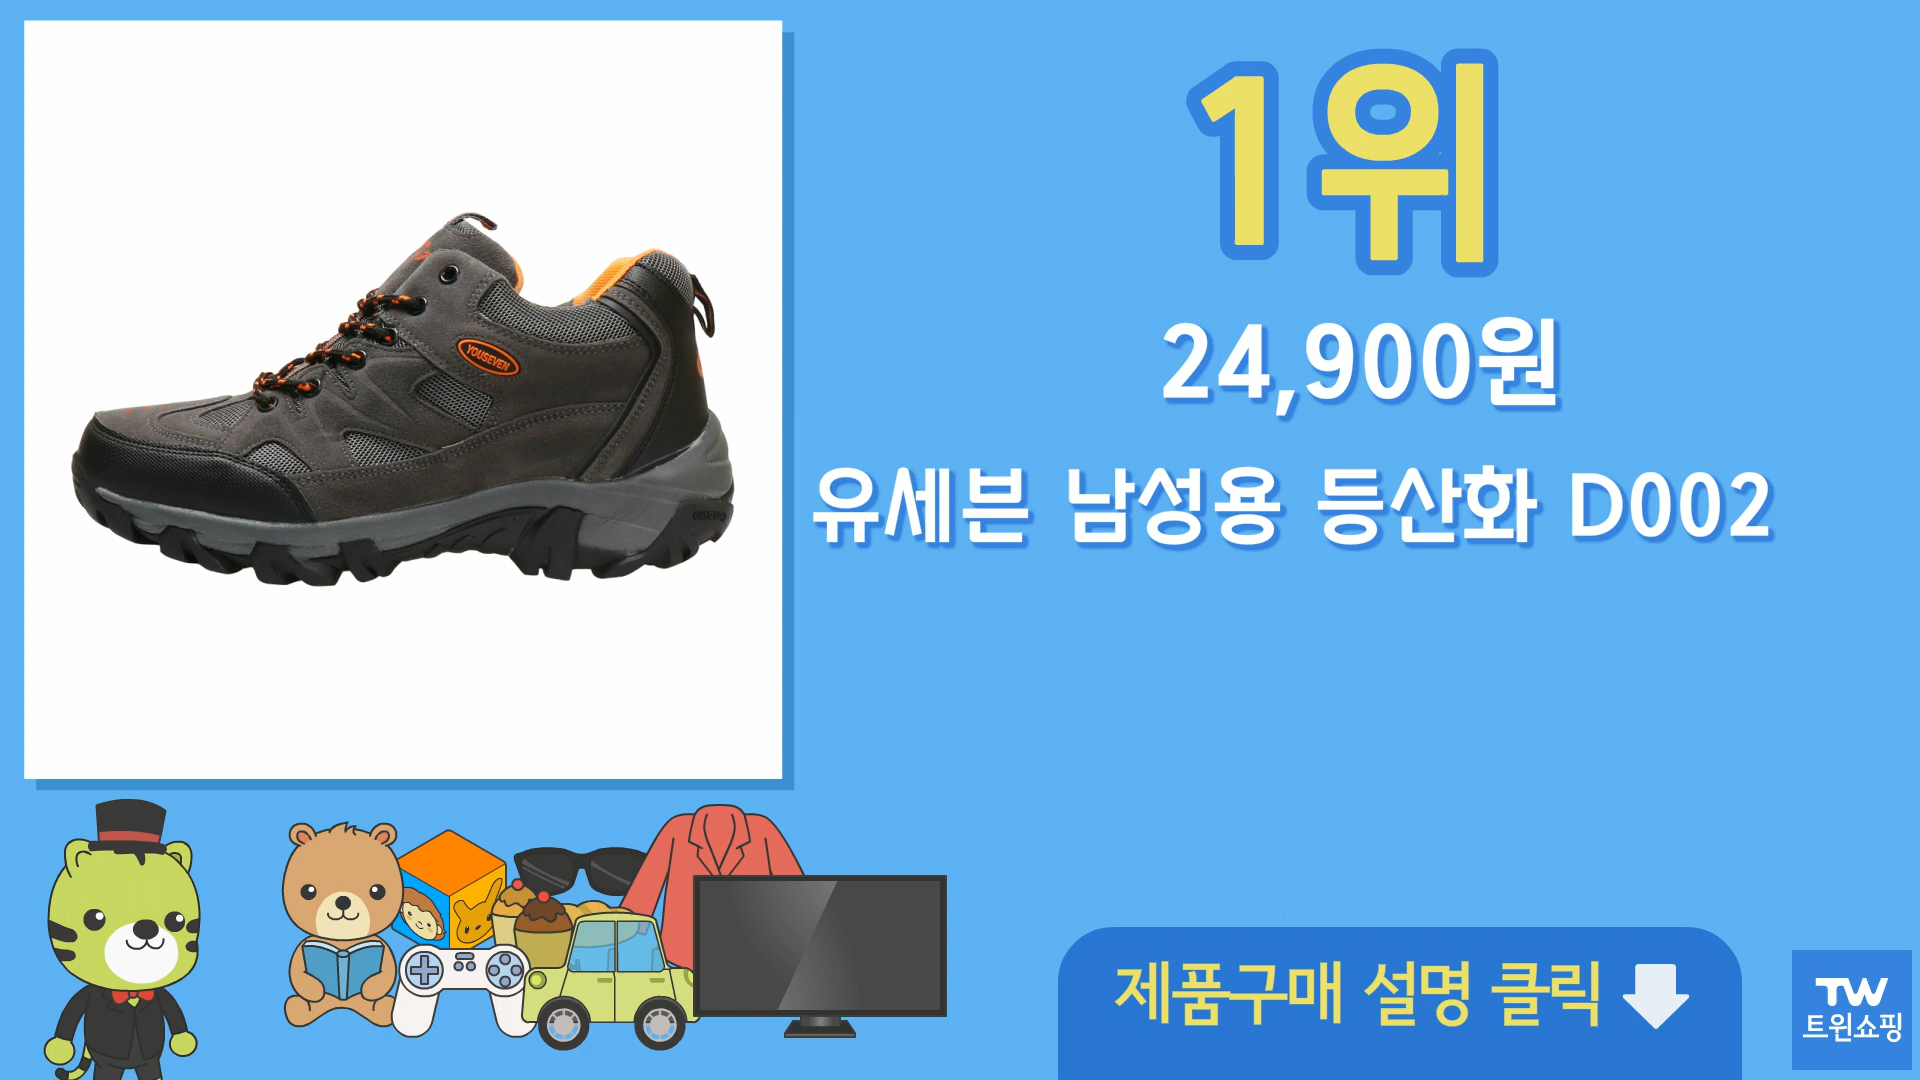 1위
24,900원
유세븐 남성용 등산화 D002
YOUSEVEN
제품구매 설명 클릭
TW
트윈쇼핑